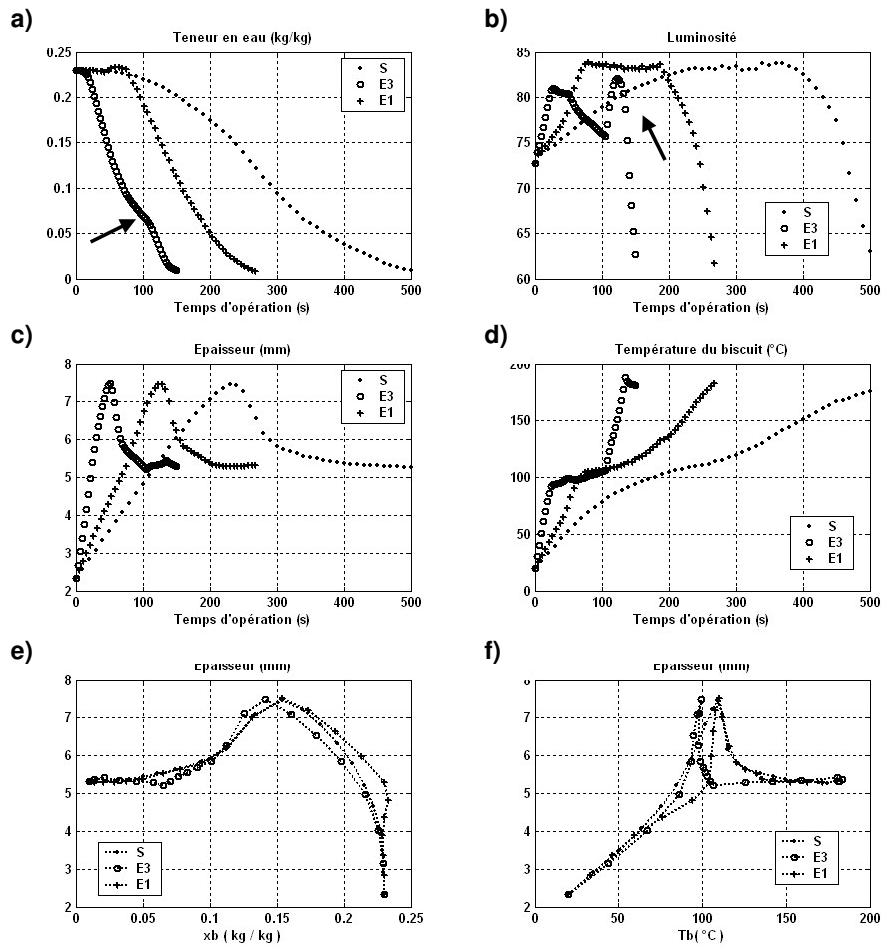 a)
Teneur en eau (kg/kg)
0.25
0.2
0.15
0.1
0.05
0
0 100 200 300 400 500
Temps d'opération (s)
S
E3
E1
b)
Luminosité
85
80
75
70
65
60
0 100 200 300 400 500
Temps d'opération (s)
S
E3
E1
c)
Epaisseur (mm)
8
7
6
5
4
3
2
0 100 200 300 400 500
Temps d'opération (s)
S
E3
E1
d)
Température du biscuit (°C)
200
150
100
50
0
0 100 200 300 400 500
Temps d'opération (s)
S
E3
E1
e)
Epaisseur (mm)
8
7
6
5
4
3
2
0 0.05 0.1 0.15 0.2 0.25
xb ( kg / kg )
S
E3
E1
f)
Epaisseur (mm)
8
7
6
5
4
3
2
0 50 100 150 200
Tb( °C )
S
E3
E1